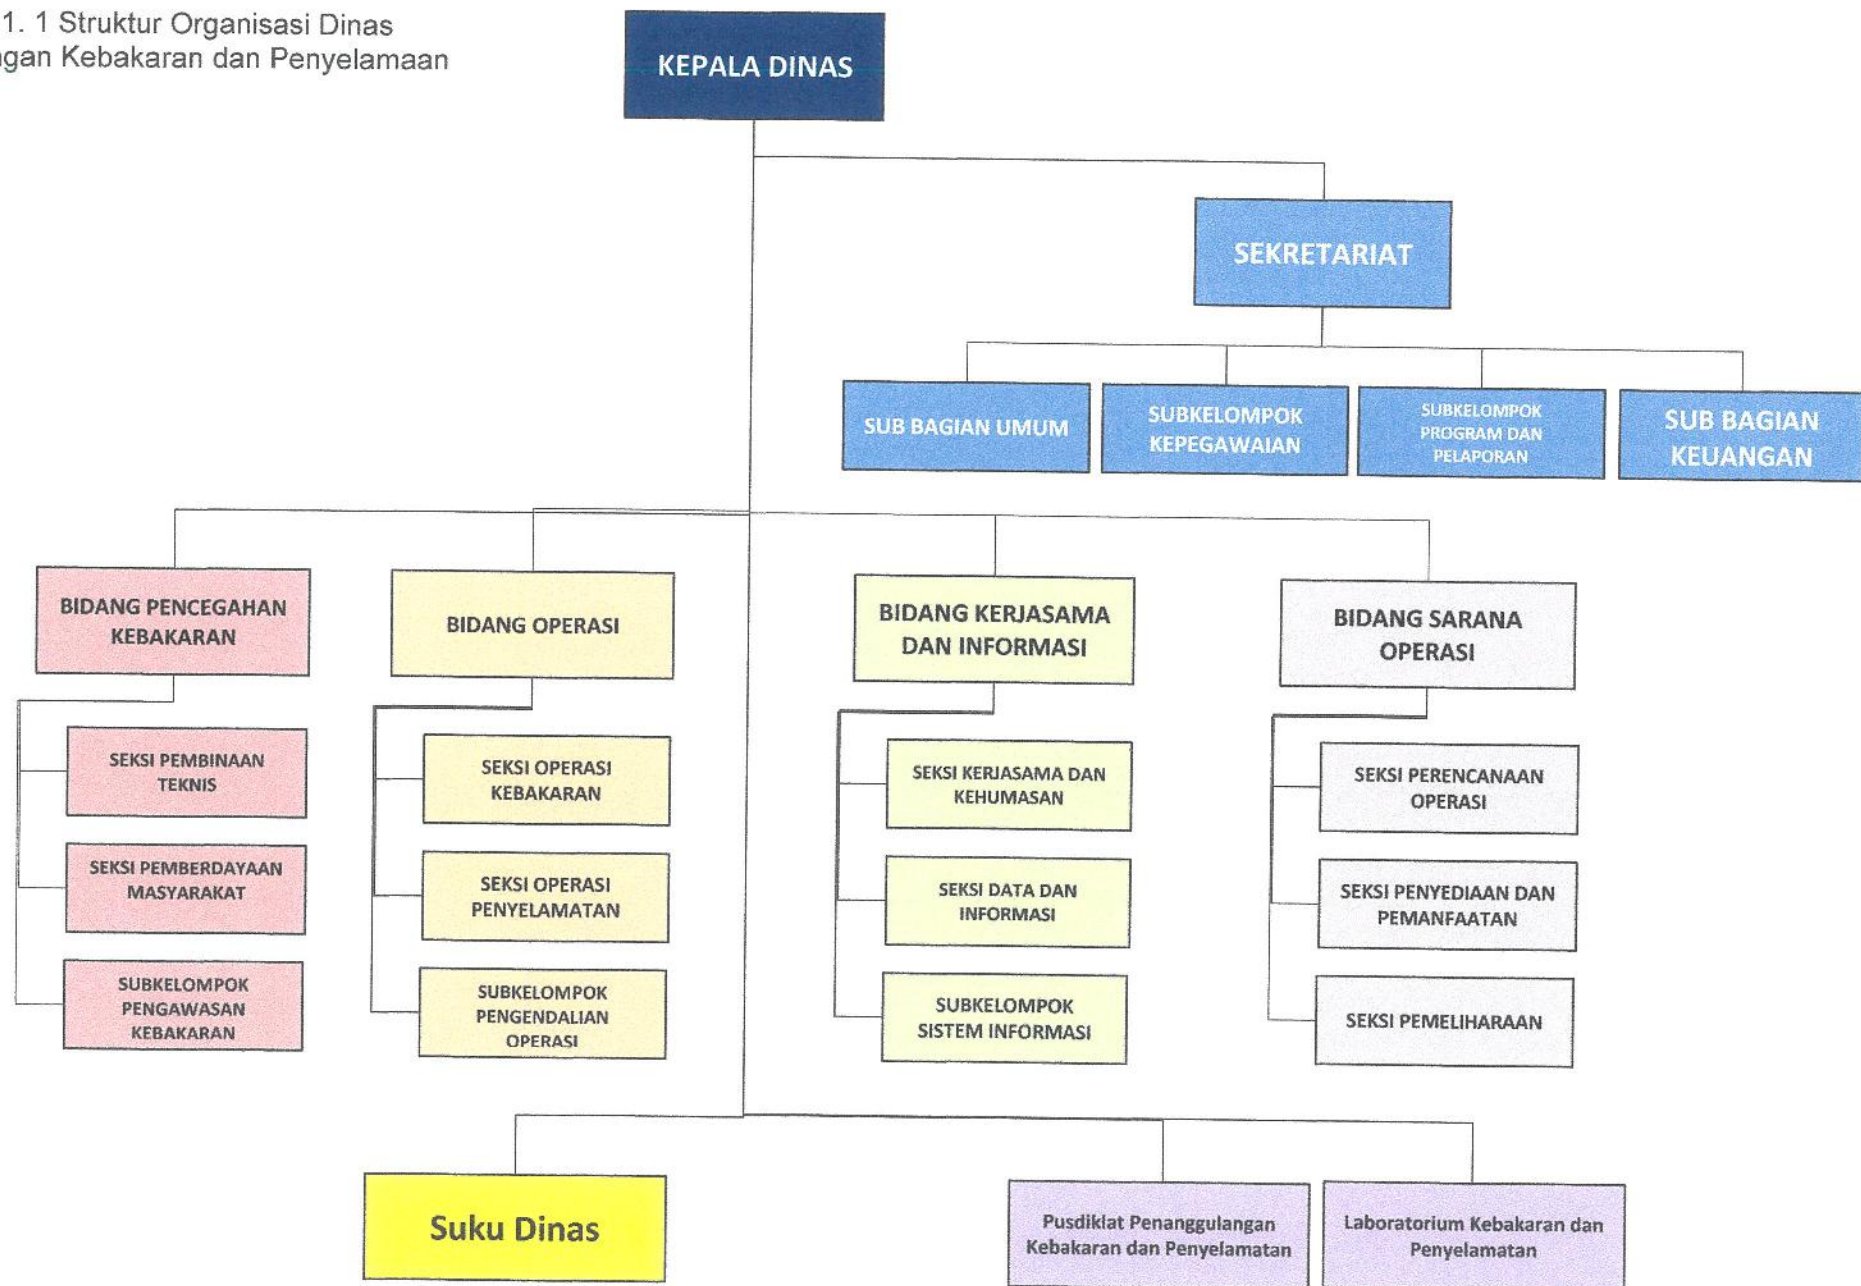 1. 1 Struktur Organisasi Dinas
gan Kebakaran dan Penyelamaan
KEPALA DINAS
SEKRETARIAT
SUB BAGIAN UMUM
SUBKELOMPOK
KEPEGAWAIAN
SUBKELOMPOK
PROGRAM DAN
PELAPORAN
SUB BAGIAN
KEUANGAN
BIDANG PENCEGAHAN
KEBAKARAN
BIDANG OPERASI
BIDANG KERJASAMA
DAN INFORMASI
BIDANG SARANA
OPERASI
SEKSI PEMBINAAN
TEKNIS
SEKSI PEMBERDAYAAN
MASYARAKAT
SUBKELOMPOK
PENGAWASAN
KEBAKARAN
SEKSI OPERASI
KEBAKARAN
SEKSI OPERASI
PENYELAMATAN
SUBKELOMPOK
PENGENDALIAN
OPERASI
SEKSI KERJASAMA DAN
KEHUMASAN
SEKSI DATA DAN
INFORMASI
SUBKELOMPOK
SISTEM INFORMASI
SEKSI PERENCANAAN
OPERASI
SEKSI PENYEDIAAN DAN
PEMANFAATAN
SEKSI PEMELIHARAAN
Suku Dinas
Pusdiklat Penanggulangan
Kebakaran dan Penyelamatan
Laboratorium Kebakaran dan
Penyelamatan